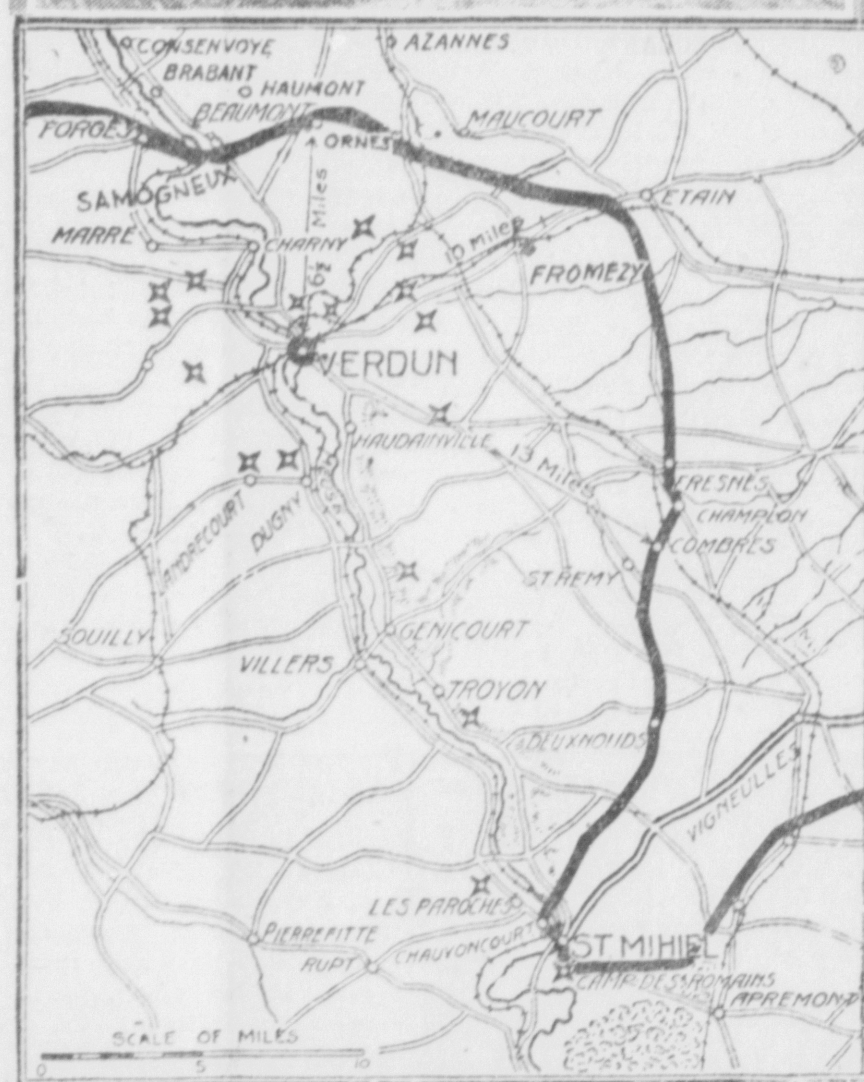 CONSENVOYE
AZANNES
BRABANT
HAUMONT
BEAUMONT
FORGES
ORNES
MAUCOURT
SAMOGNEUX
ETAIN
MARRE
CHARNY
6½ Miles
10 Miles
FROMEZY
VERDUN
HAUDAINVILLE
13 Miles
FRESNES
CHAMPLON
ANDRECOURT
DUGNY
COMBRES
ST REMY
SOUILLY
GENICOURT
VILLERS
TROYON
DEUXNOUDS
VIGNEULLES
LES PAROCHES
PIERREFITTE
CHAUVONCOURT
ST MIHIEL
RUPT
CAMP DES ROMAINS
APREMONT
SCALE OF MILES
0 5 10